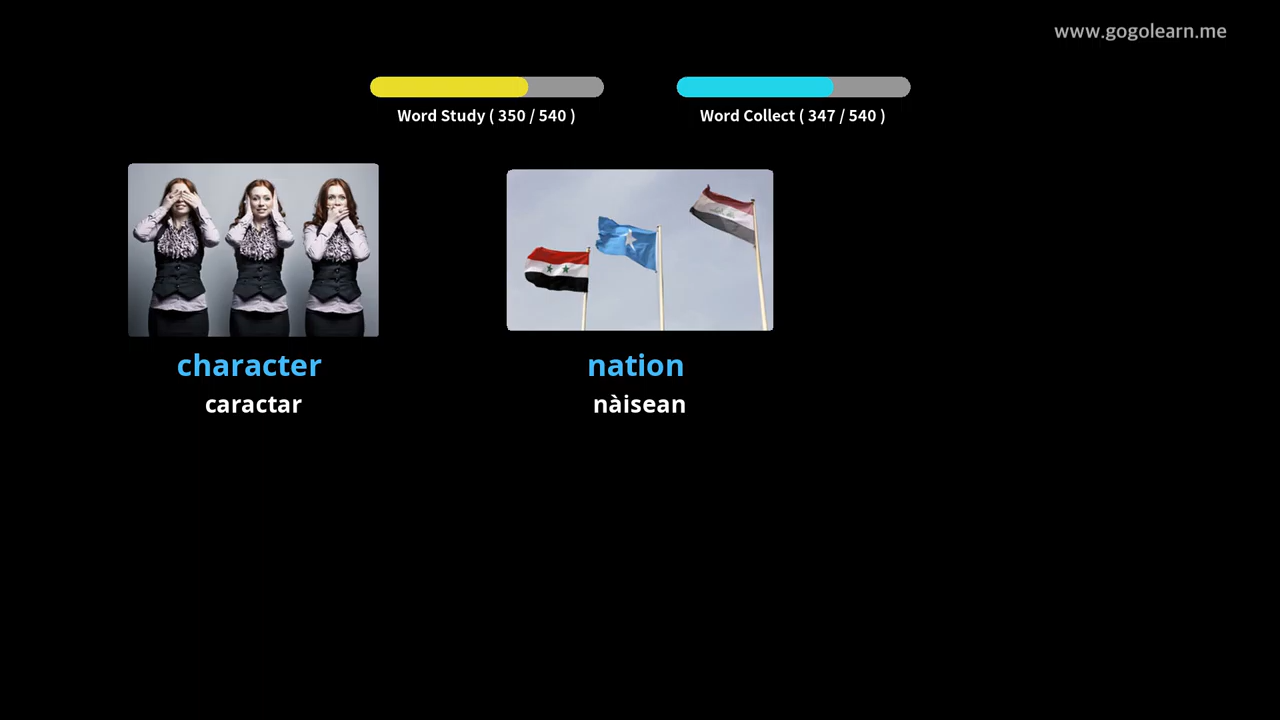 www.gogolearn.me
Word Study ( 350 / 540 )
Word Collect ( 347 / 540 )
character
caractar
nation
nàisean